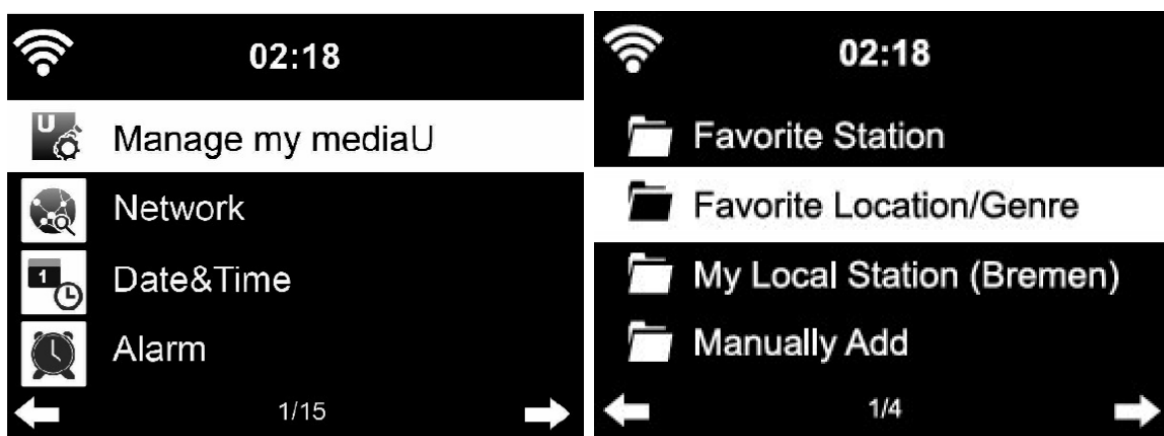 02:18
U
Manage my mediaU
Network
1
Date&Time
Alarm
1/15
02:18
Favorite Station
Favorite Location/Genre
My Local Station (Bremen)
Manually Add
1/4